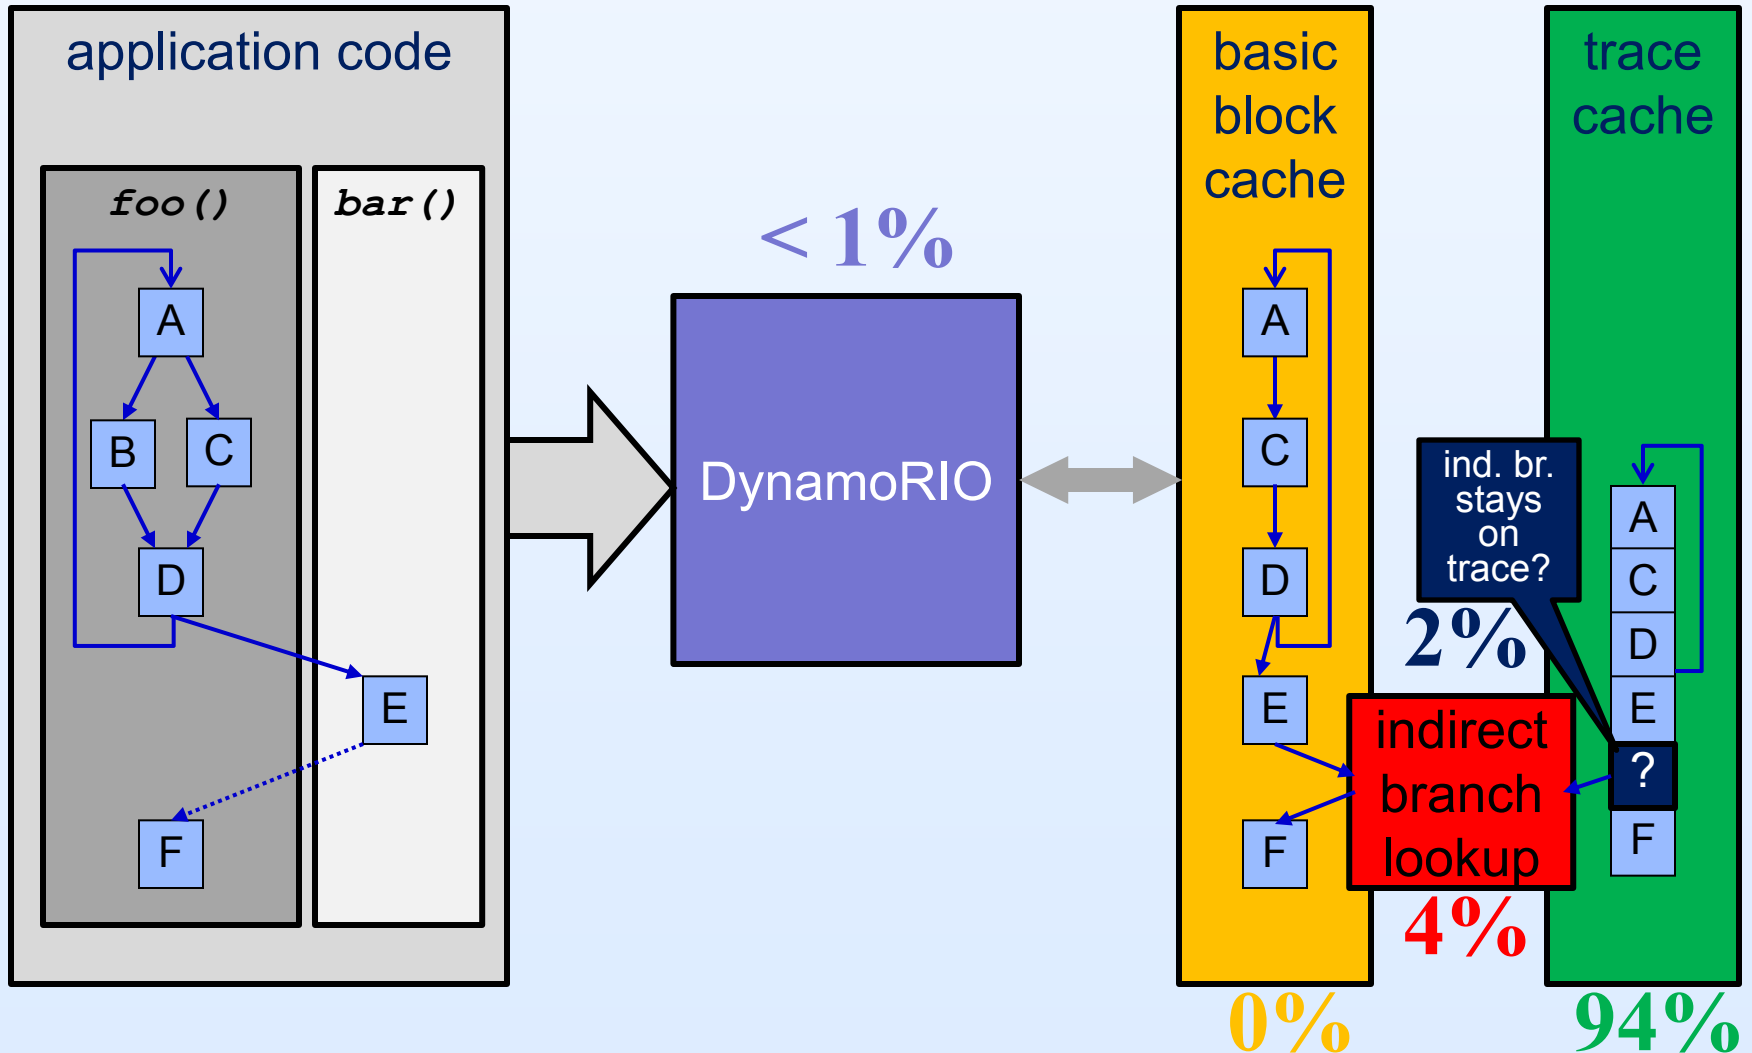 application code
foo()
bar()
A
B
C
D
E
F
< 1%
DynamoRIO
basic
block
cache
A
C
D
E
F
0%
indirect
branch
lookup
4%
2%
ind. br.
stays
on
trace?
trace
cache
A
C
D
E
?
F
94%